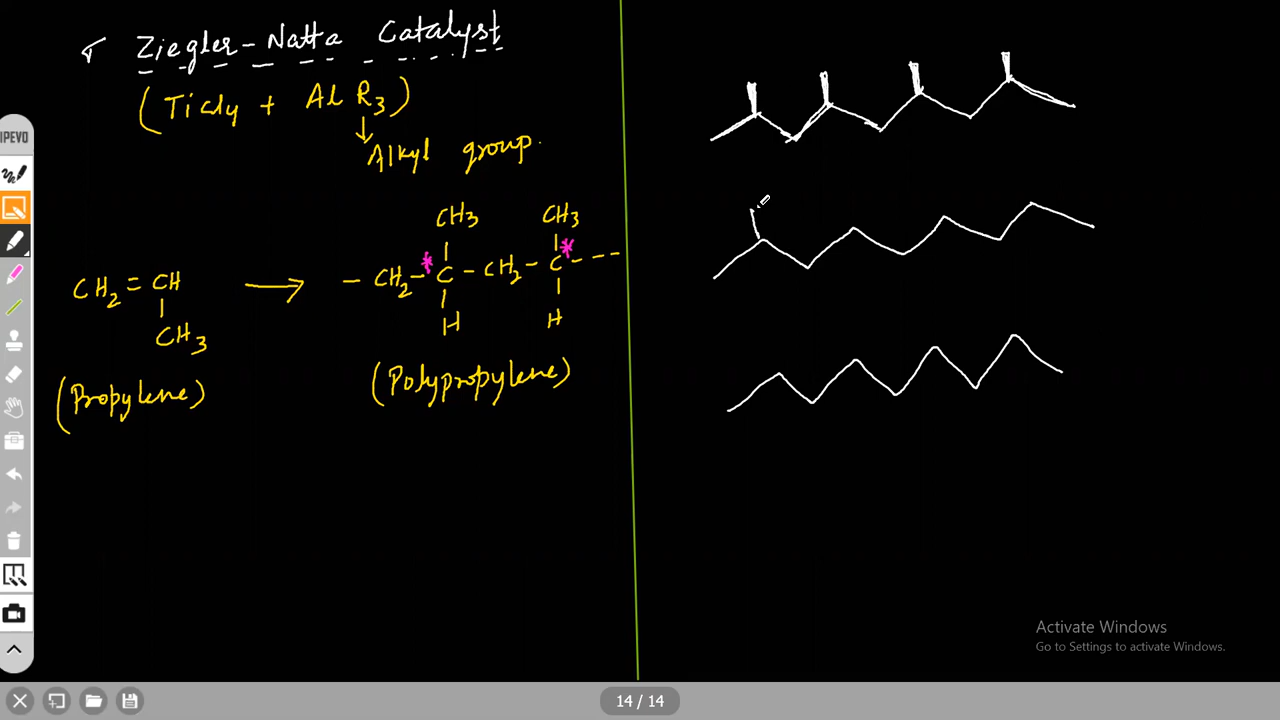 Ziegler-Natta Catalyst
(TiCl4 + AlR3)
Alkyl group.
CH2 = CH
CH3
(Propylene)
CH3 CH3
- CH2 - *C - CH2 - C* - - - -
H H
(Polypropylene)
IPEVO
Activate Windows
Go to Settings to activate Windows.
14 / 14